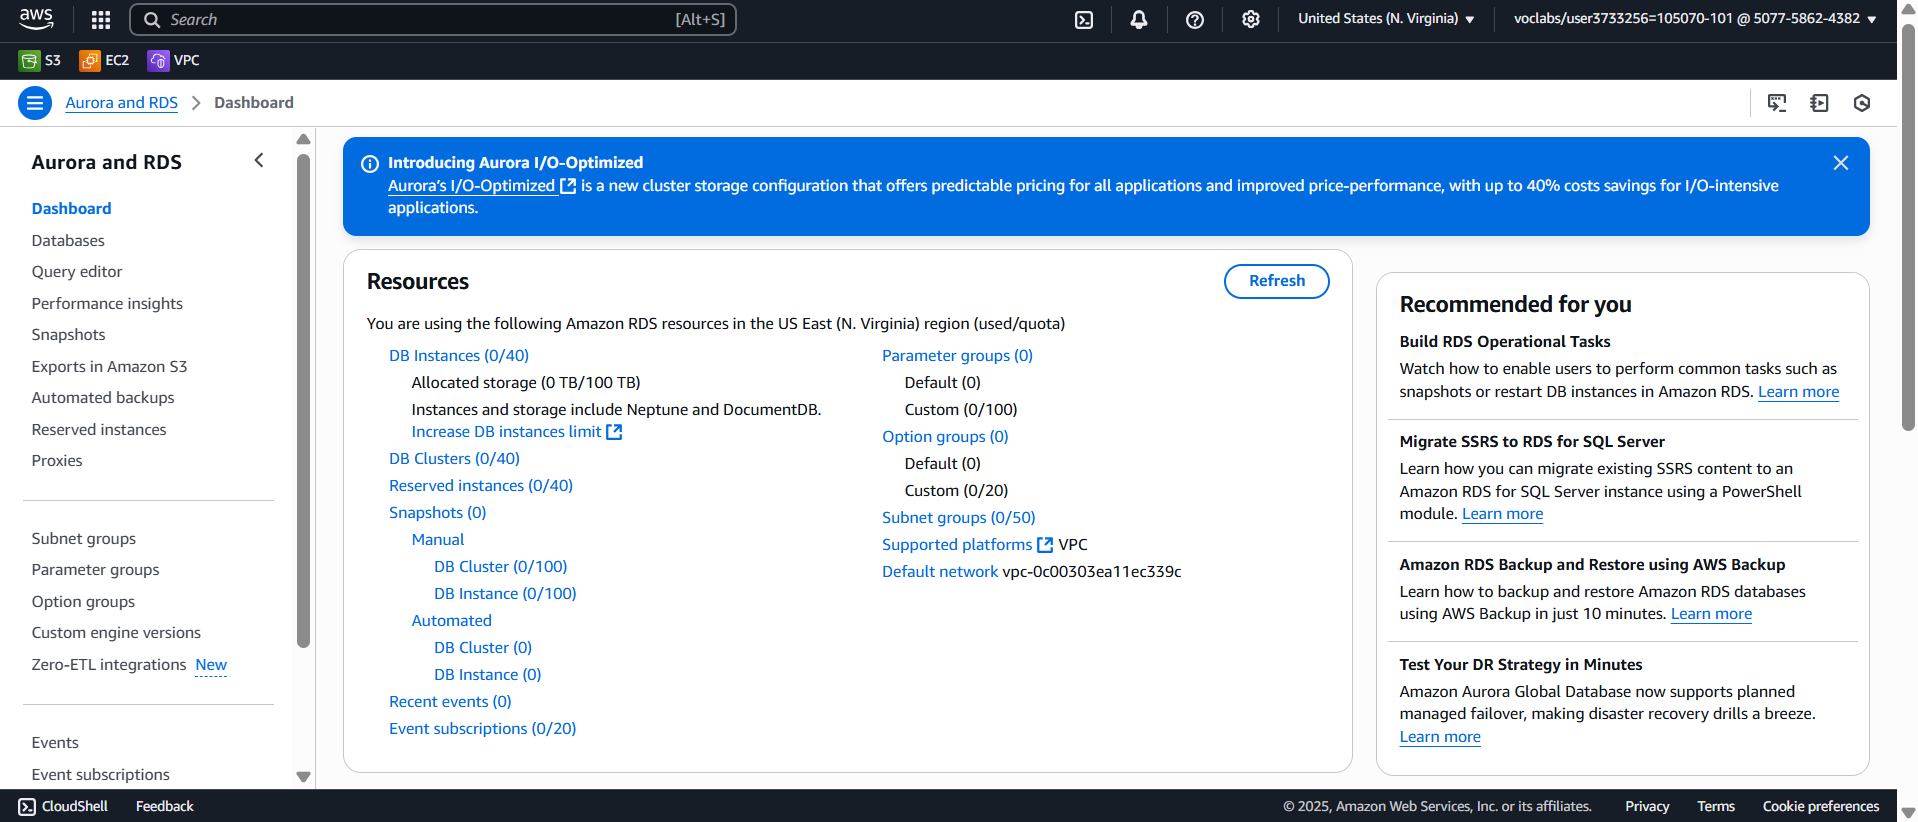 aws
Search [Alt+S]
United States (N. Virginia)
voclabs/user3733256=105070-101 @ 5077-5862-4382
S3
EC2
VPC
Aurora and RDS
Dashboard
Aurora and RDS
Dashboard
Databases
Query editor
Performance insights
Snapshots
Exports in Amazon S3
Automated backups
Reserved instances
Proxies
Subnet groups
Parameter groups
Option groups
Custom engine versions
Zero-ETL integrations New
Events
Event subscriptions
Introducing Aurora I/O-Optimized
Aurora's I/O-Optimized is a new cluster storage configuration that offers predictable pricing for all applications and improved price-performance, with up to 40% costs savings for I/O-intensive
applications.
Resources
Refresh
You are using the following Amazon RDS resources in the US East (N. Virginia) region (used/quota)
DB Instances (0/40)
Allocated storage (0 TB/100 TB)
Instances and storage include Neptune and DocumentDB.
Increase DB instances limit
DB Clusters (0/40)
Reserved instances (0/40)
Snapshots (0)
Manual
DB Cluster (0/100)
DB Instance (0/100)
Automated
DB Cluster (0)
DB Instance (0)
Recent events (0)
Event subscriptions (0/20)
Parameter groups (0)
Default (0)
Custom (0/100)
Option groups (0)
Default (0)
Custom (0/20)
Subnet groups (0/50)
Supported platforms VPC
Default network vpc-0c00303ea11ec339c
Recommended for you
Build RDS Operational Tasks
Watch how to enable users to perform common tasks such as
snapshots or restart DB instances in Amazon RDS. Learn more
Migrate SSRS to RDS for SQL Server
Learn how you can migrate existing SSRS content to an
Amazon RDS for SQL Server instance using a PowerShell
module. Learn more
Amazon RDS Backup and Restore using AWS Backup
Learn how to backup and restore Amazon RDS databases
using AWS Backup in just 10 minutes. Learn more
Test Your DR Strategy in Minutes
Amazon Aurora Global Database now supports planned
managed failover, making disaster recovery drills a breeze.
Learn more
CloudShell
Feedback
© 2025, Amazon Web Services, Inc. or its affiliates.
Privacy
Terms
Cookie preferences